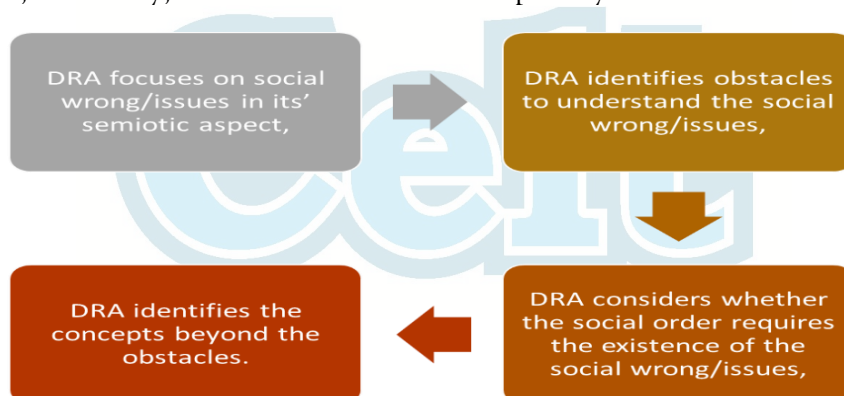 DRA focuses on social
wrong/issues in its'
semiotic aspect,
DRA identifies obstacles
to understand the social
wrong/issues,
DRA considers whether
the social order requires
the existence of the
social wrong/issues,
DRA identifies the
concepts beyond the
obstacles.
Celt